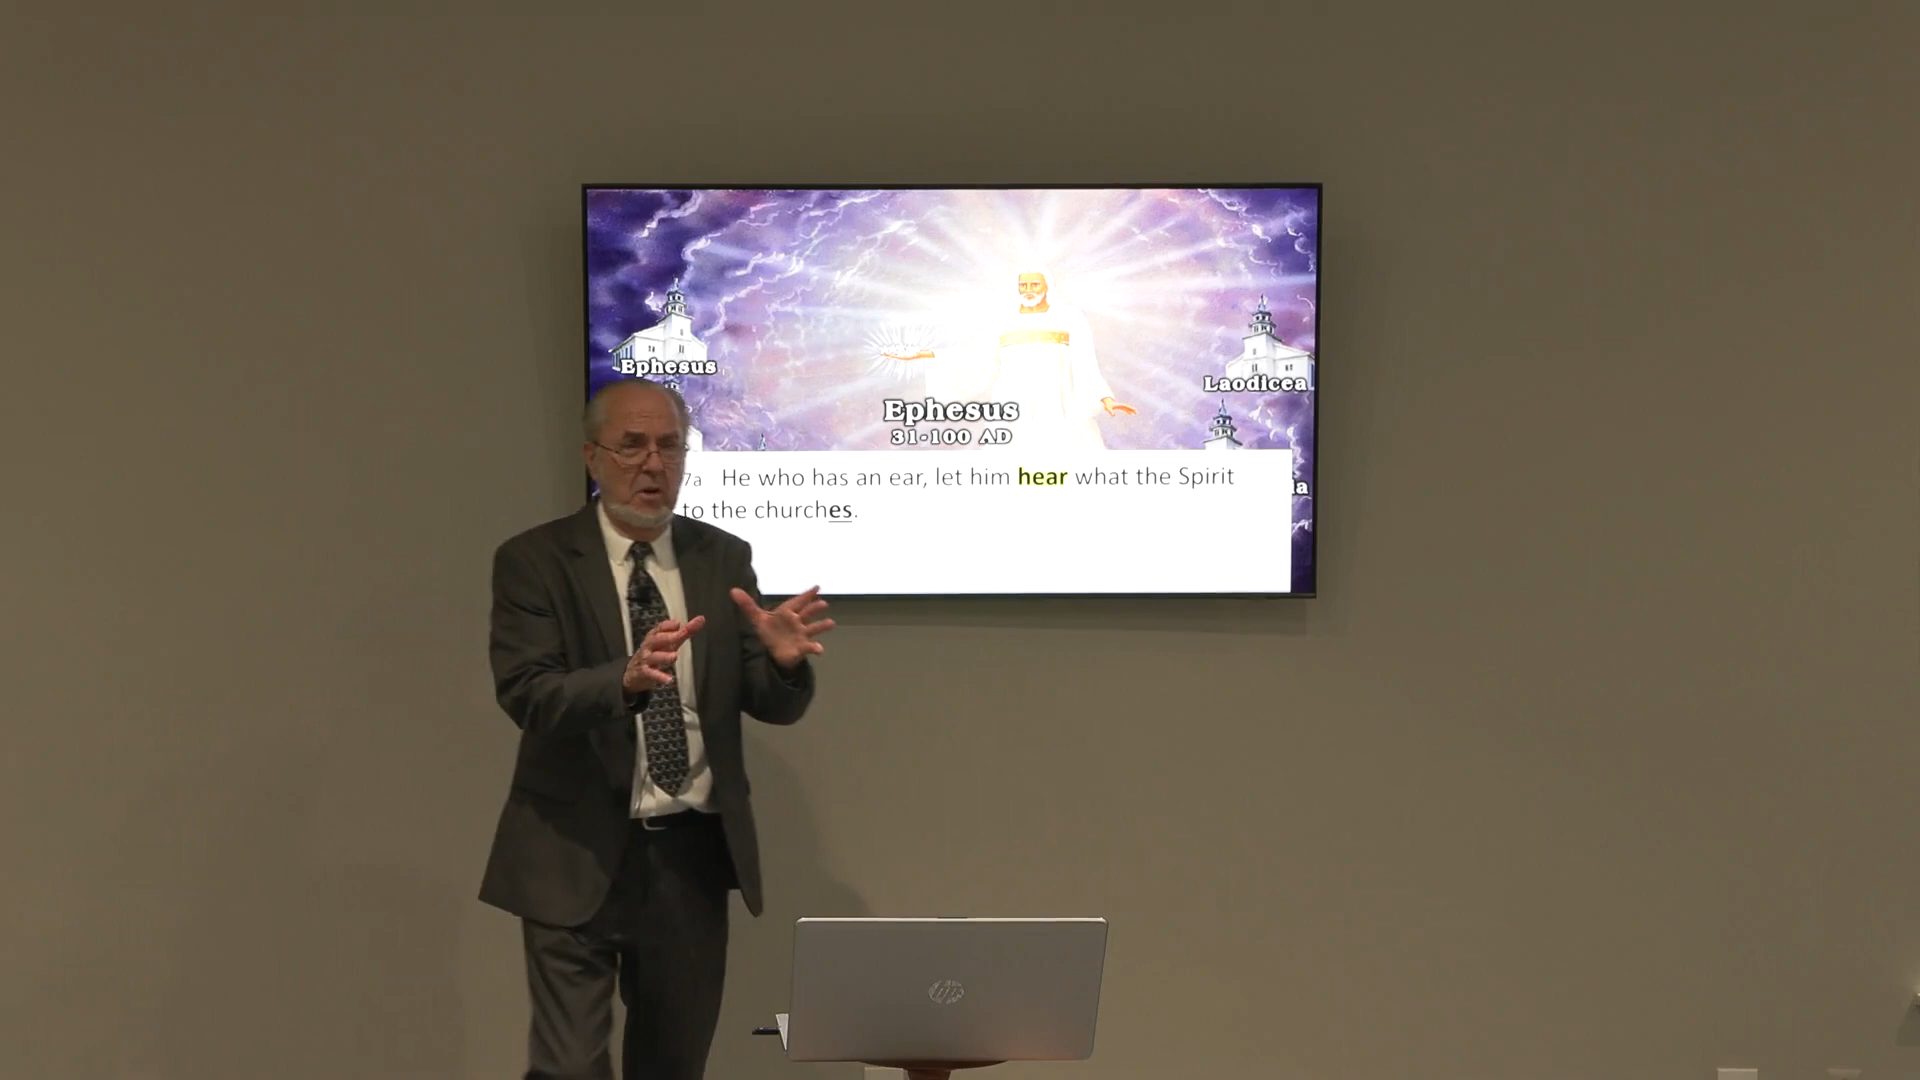 Ephesus
Laodicea
Ephesus
31-100 AD
7a He who has an ear, let him hear what the Spirit
to the churches.
hp